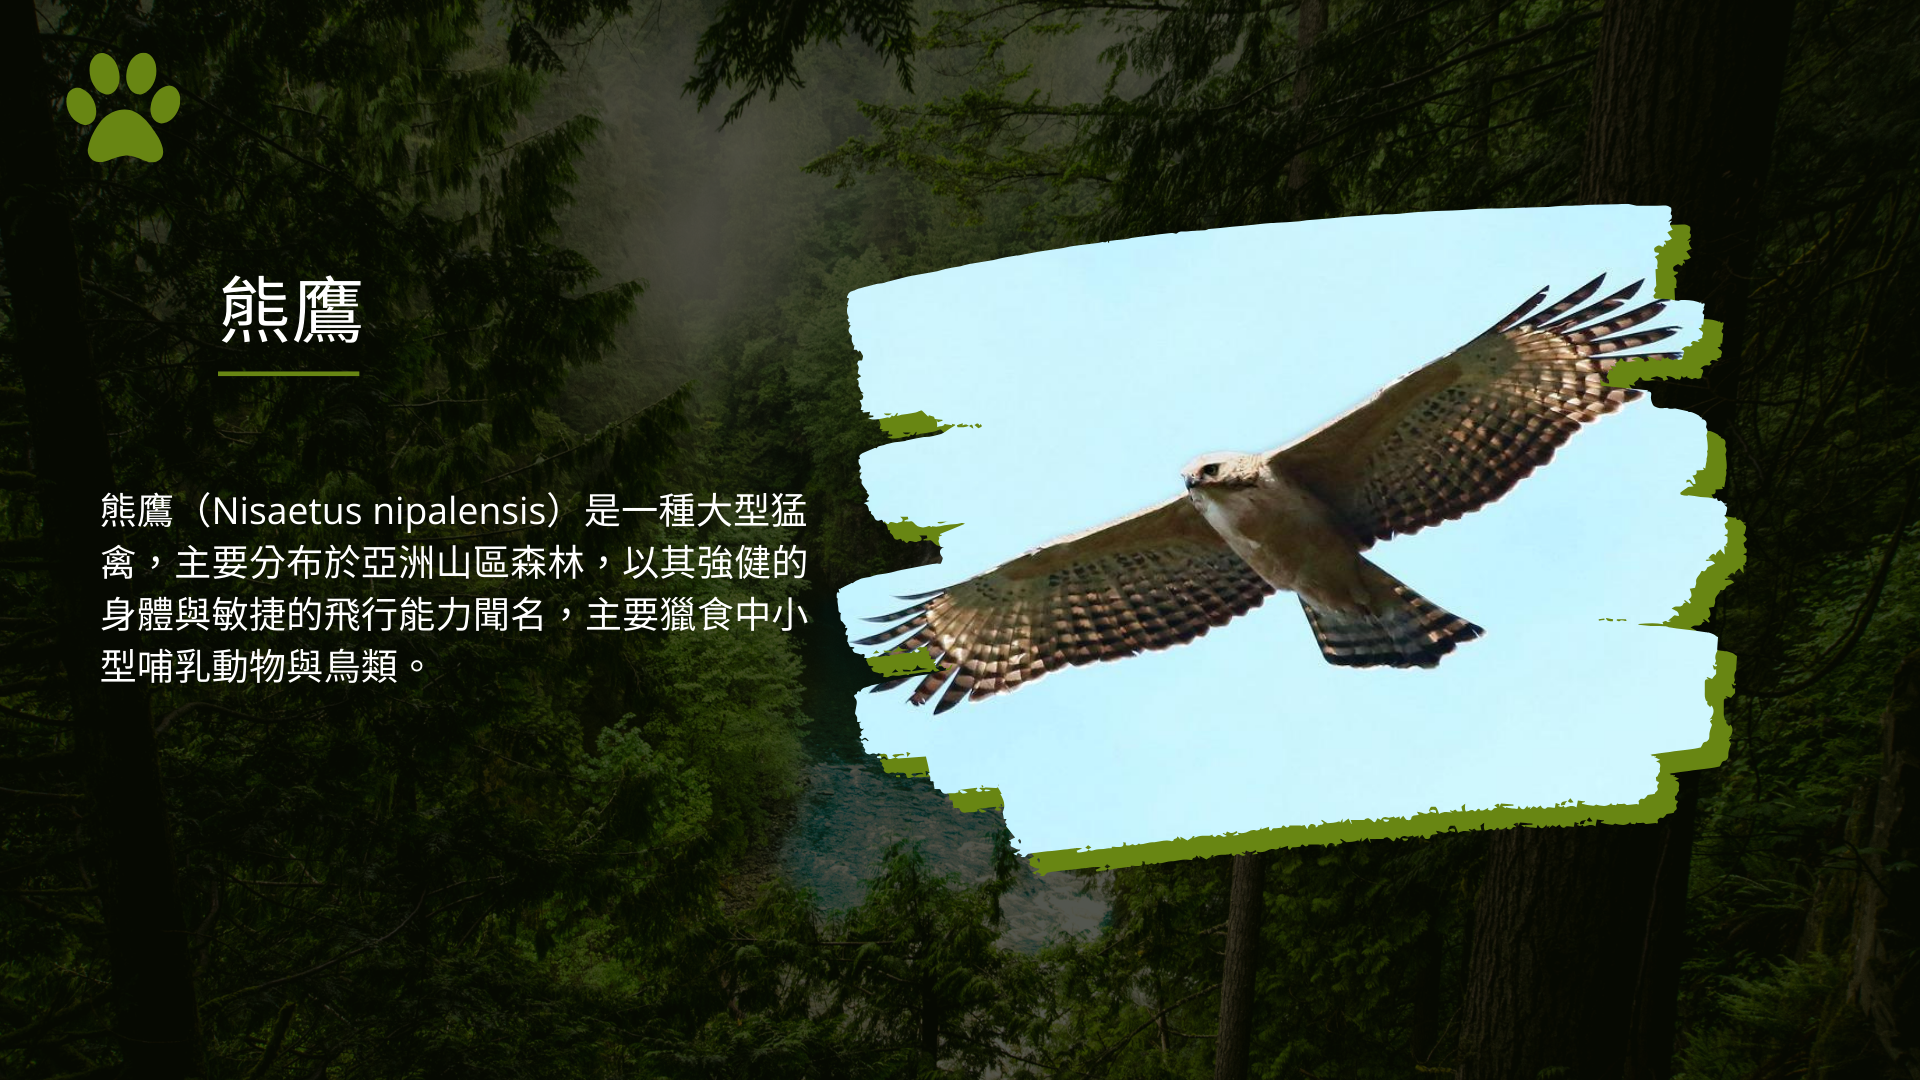 熊鷹
熊鷹（Nisaetus nipalensis）是一種大型猛
禽，主要分布於亞洲山區森林，以其強健的
身體與敏捷的飛行能力聞名，主要獵食中小
型哺乳動物與鳥類。